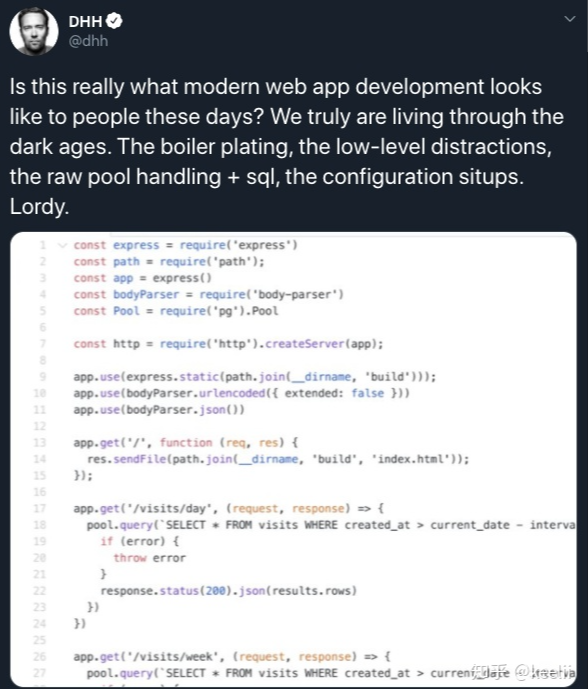 DHH
@dhh
Is this really what modern web app development looks
like to people these days? We truly are living through the
dark ages. The boiler plating, the low-level distractions,
the raw pool handling + sql, the configuration situps.
Lordy.
1 const express = require('express')
2 const path = require('path');
3 const app = express()
4 const bodyParser = require('body-parser')
5 const Pool = require('pg').Pool
6
7 const http = require('http').createServer(app);
8
9 app.use(express.static(path.join(__dirname, 'build')));
10 app.use(bodyParser.urlencoded({ extended: false }))
11 app.use(bodyParser.json())
12
13 app.get('/', function (req, res) {
14 res.sendFile(path.join(__dirname, 'build', 'index.html'));
15 });
16
17 app.get('/visits/day', (request, response) => {
18 pool.query(`SELECT * FROM visits WHERE created_at > current_date - interva
19 if (error) {
20 throw error
21 }
22 response.status(200).json(results.rows)
23 })
24 })
25
26 app.get('/visits/week', (request, response) => {
27 pool.query(`SELECT * FROM visits WHERE created_at >
知乎